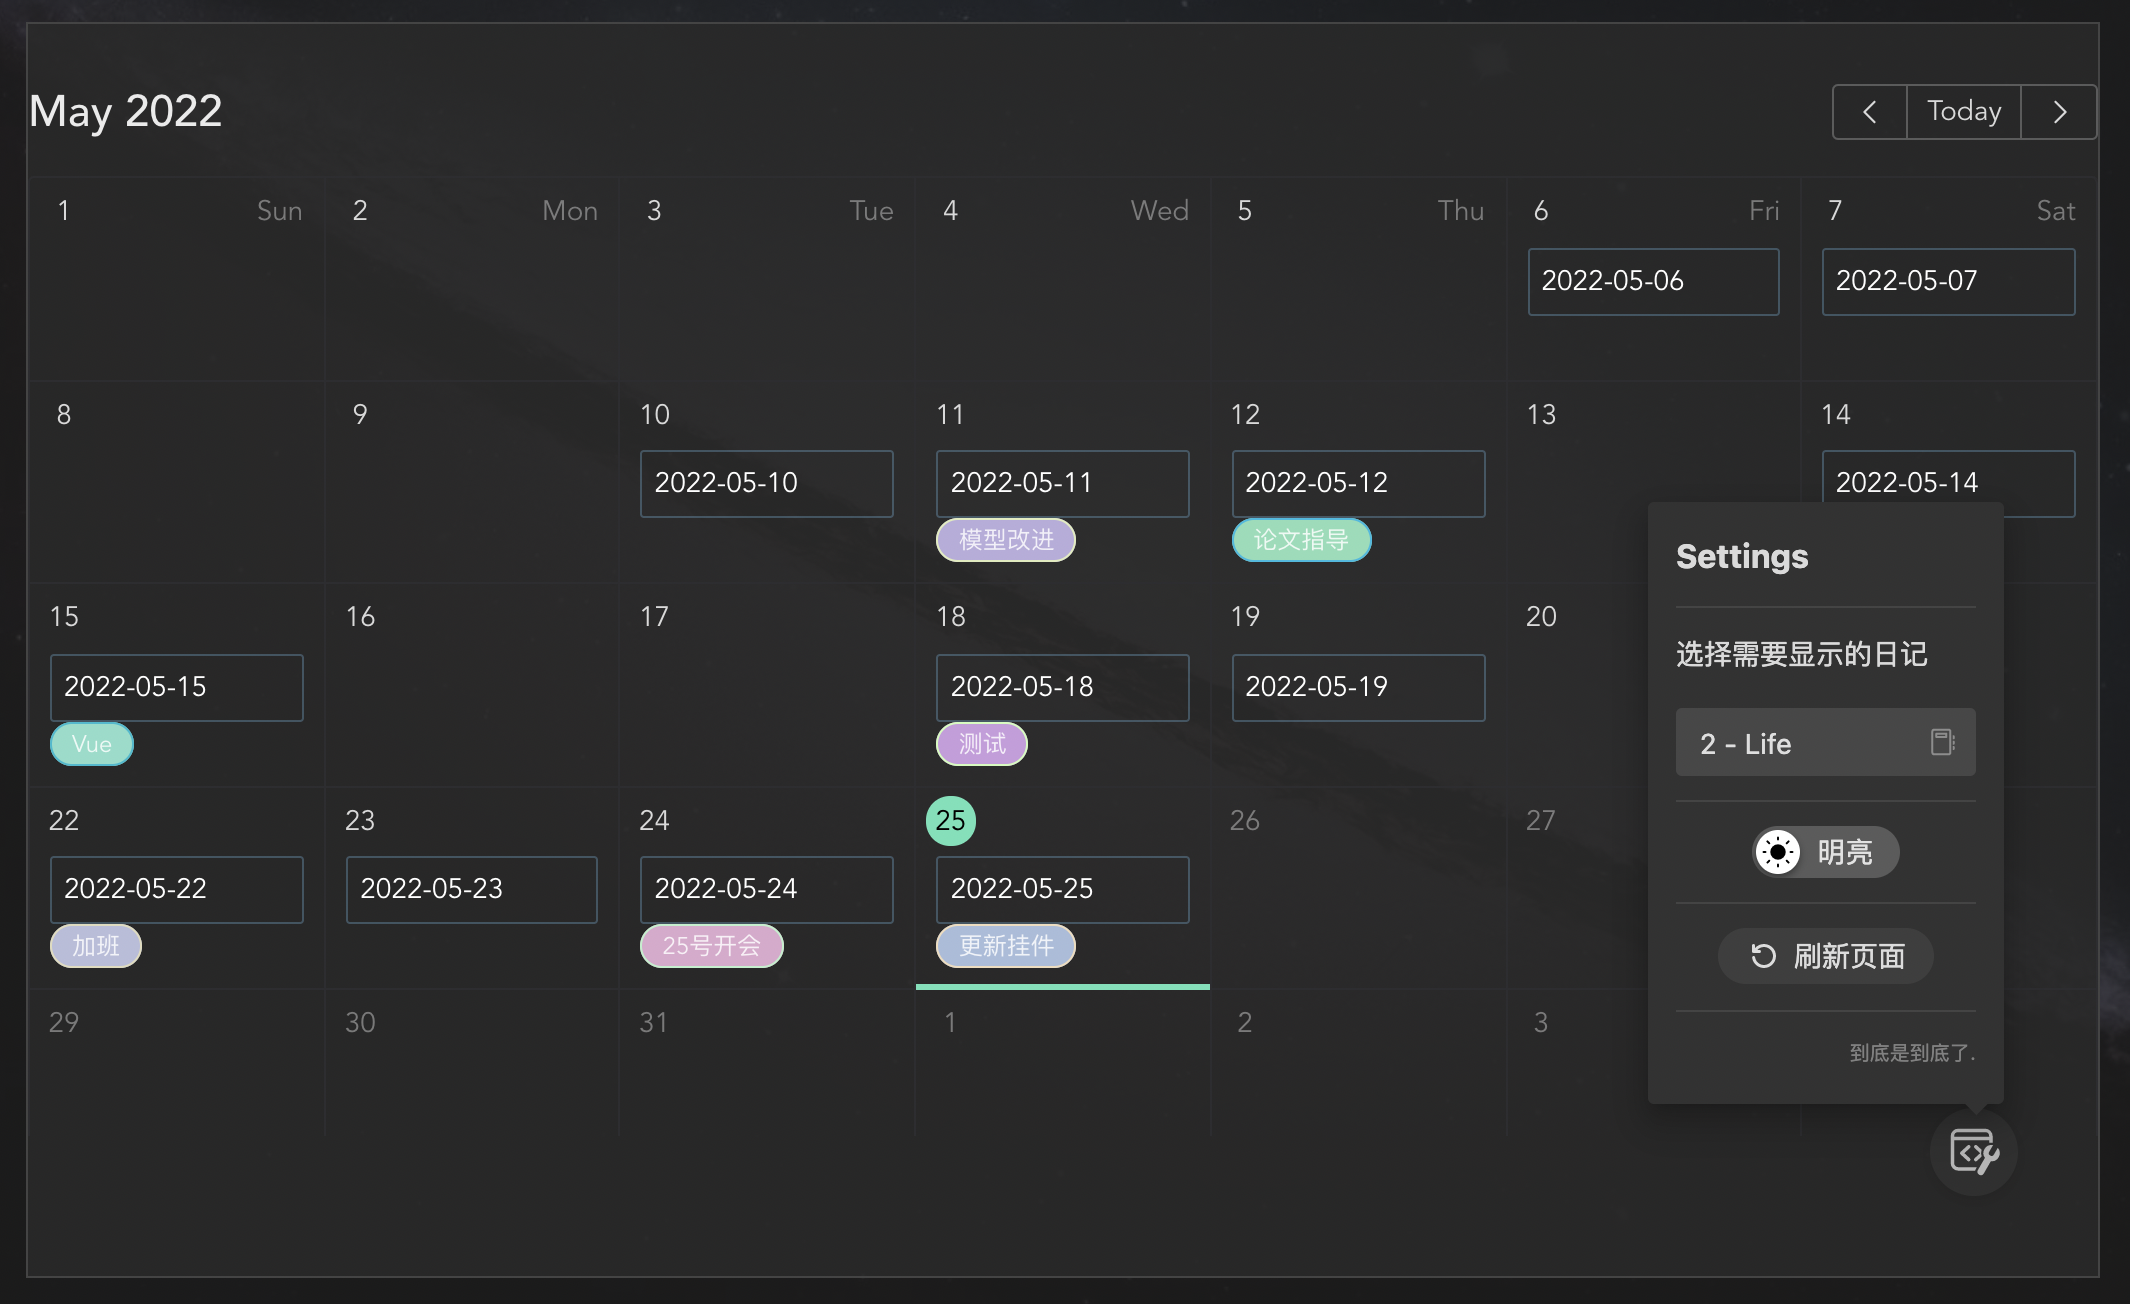 May 2022
Today
1 Sun 2 Mon 3 Tue 4 Wed 5 Thu 6 Fri 7 Sat
2022-05-06 2022-05-07
8 9 10 11 12 13 14
2022-05-10 2022-05-11 2022-05-12 2022-05-14
模型改进 论文指导
15 16 17 18 19 20
2022-05-15 2022-05-18 2022-05-19
Vue 测试
22 23 24 25 26 27
2022-05-22 2022-05-23 2022-05-24 2022-05-25
加班 25号开会 更新挂件
29 30 31 1 2 3
Settings
选择需要显示的日记
2 - Life
明亮
刷新页面
到底是到底了.